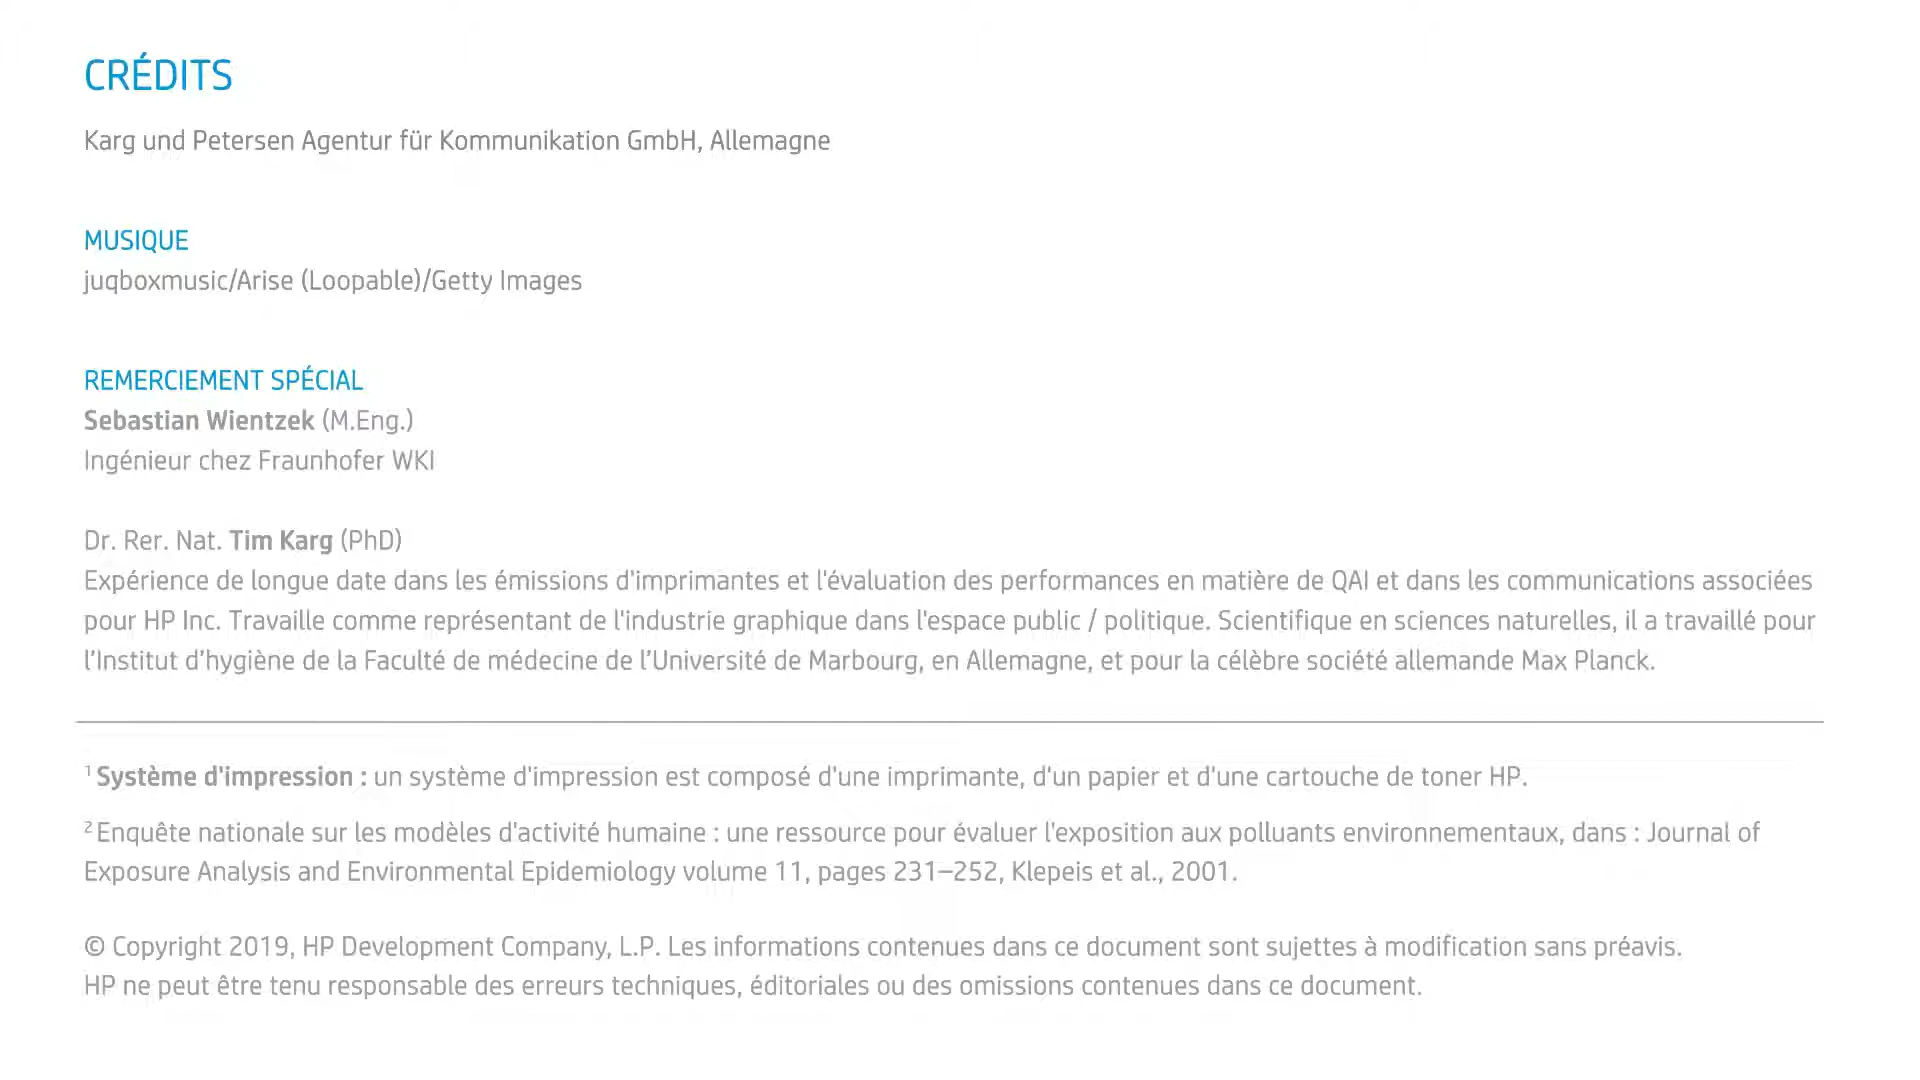 CRÉDITS
Karg und Petersen Agentur für Kommunikation GmbH, Allemagne
MUSIQUE
juqboxmusic/Arise (Loopable)/Getty Images
REMERCIEMENT SPÉCIAL
Sebastian Wientzek (M.Eng.)
Ingénieur chez Fraunhofer WKI
Dr. Rer. Nat. Tim Karg (PhD)
Expérience de longue date dans les émissions d'imprimantes et l'évaluation des performances en matière de QAI et dans les communications associées
pour HP Inc. Travaille comme représentant de l'industrie graphique dans l'espace public / politique. Scientifique en sciences naturelles, il a travaillé pour
l’Institut d’hygiène de la Faculté de médecine de l’Université de Marbourg, en Allemagne, et pour la célèbre société allemande Max Planck.
¹ Système d'impression : un système d'impression est composé d'une imprimante, d'un papier et d'une cartouche de toner HP.
² Enquête nationale sur les modèles d'activité humaine : une ressource pour évaluer l'exposition aux polluants environnementaux, dans : Journal of
Exposure Analysis and Environmental Epidemiology volume 11, pages 231–252, Klepeis et al., 2001.
© Copyright 2019, HP Development Company, L.P. Les informations contenues dans ce document sont sujettes à modification sans préavis.
HP ne peut être tenu responsable des erreurs techniques, éditoriales ou des omissions contenues dans ce document.